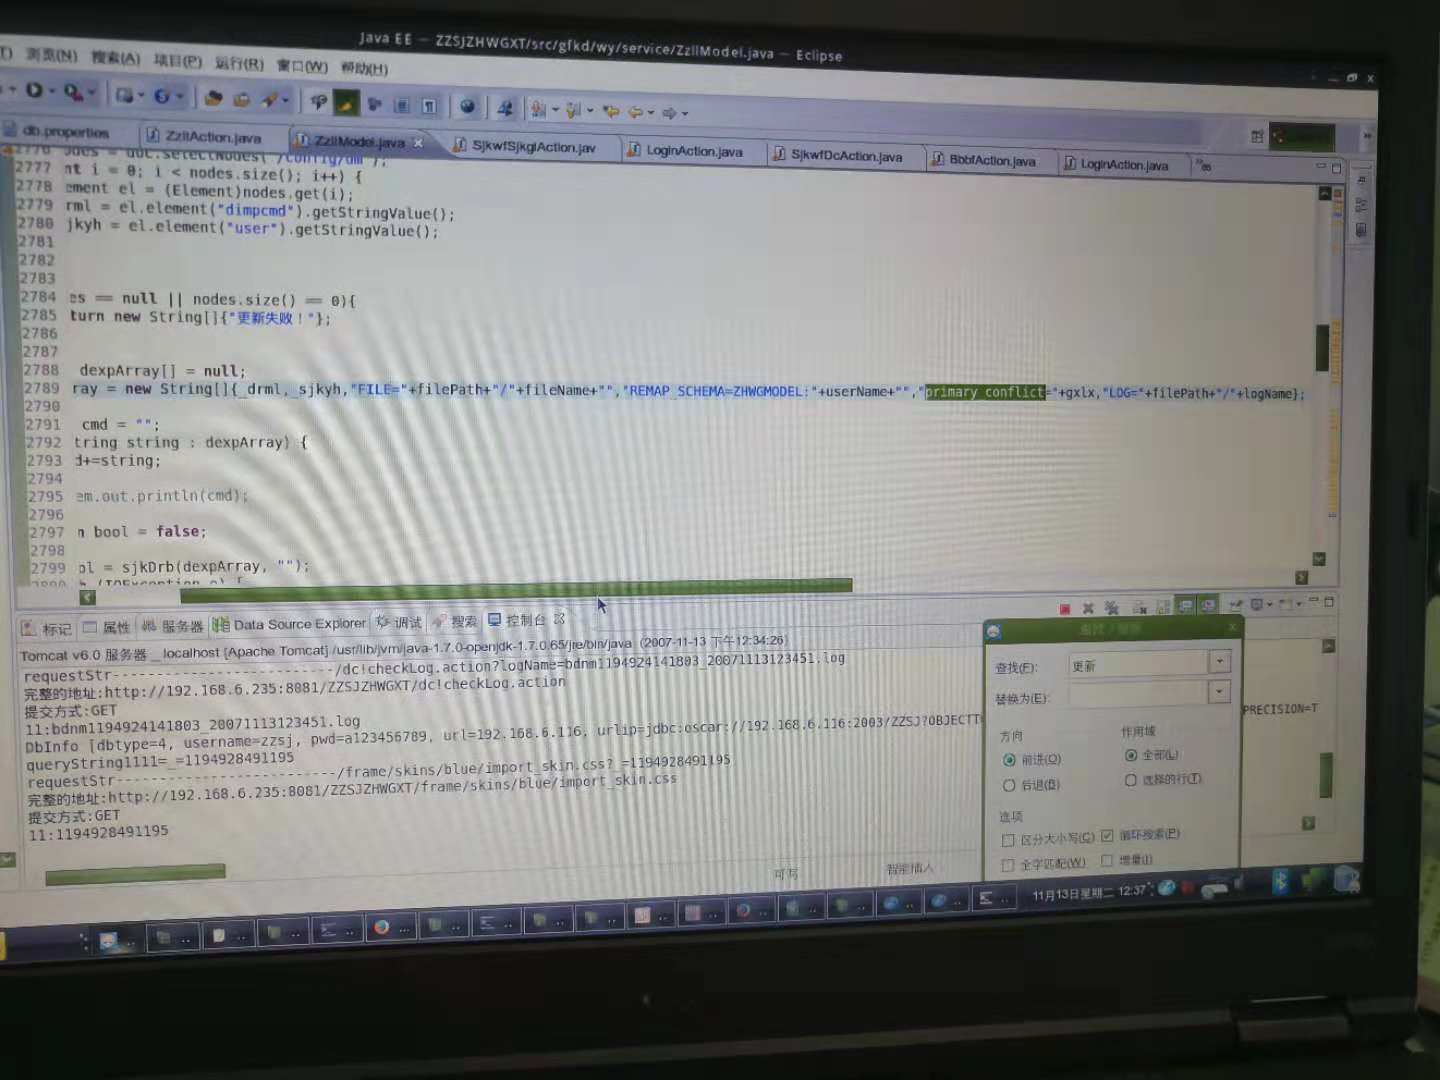 Java EE — ZZSJZHWGXT/src/gfkd/wy/service/ZzllModel.java — Eclipse
浏览(N) 搜索(A) 项目(P) 运行(R) 窗口(W) 帮助(H)
db.properties ZzllAction.java ZzllModel.java SjkwfSjkglAction.jav LoginAction.java SjkwfDcAction.java BbbfAction.java LoginAction.java
2777 nt i = 0; i < nodes.size(); i++) {
2778 ement el = (Element)nodes.get(i);
2779 rml = el.element("dimpcmd").getStringValue();
2780 jkyh = el.element("user").getStringValue();
2781
2782
2783
2784 es == null || nodes.size() == 0){
2785 turn new String[]{"更新失败！"};
2786
2787
2788 dexpArray[] = null;
2789 ray = new String[]{_drml,_sjkyh,"FILE="+filePath+"/"+fileName+"","REMAP_SCHEMA=ZHWGMODEL:"+userName+"","primary_conflict="+gxlx,"LOG="+filePath+"/"+logName};
2790
2791 cmd = "";
2792 tring string : dexpArray) {
2793 d+=string;
2794
2795 em.out.println(cmd);
2796
2797 n bool = false;
2798
2799 ol = sjkDrb(dexpArray, "");
标记 属性 服务器 Data Source Explorer 调试 搜索 控制台
Tomcat v6.0 服务器 _ localhost [Apache Tomcat] /usr/lib/jvm/java-1.7.0-openjdk-1.7.0.65/jre/bin/java（2007-11-13 下午12:34:26）
requestStr-------------------------/dc!checkLog.action?logName=bdnm1194924141803_20071113123451.log
完整的地址:http://192.168.6.235:8081/ZZSJZHWGXT/dc!checkLog.action
提交方式:GET
11:bdnm1194924141803_20071113123451.log
DbInfo [dbtype=4, username=zzsj, pwd=a123456789, url=192.168.6.116, urlip=jdbc:oscar://192.168.6.116:2003/ZZSJ?OBJECTT
PRECISION=T
queryString1111=_=1194928491195
requestStr-------------------------/frame/skins/blue/import_skin.css?_=1194928491195
完整的地址:http://192.168.6.235:8081/ZZSJZHWGXT/frame/skins/blue/import_skin.css
提交方式:GET
11:1194928491195
查找(F): 更新
替换为(E):
方向 作用域
前进(O) 全部(L)
后退(B) 选择的行(T)
选项
区分大小写(C) 循环搜索(P)
全字匹配(W) 增量(I)
可写 智能插入
11月13日星期二 12:37